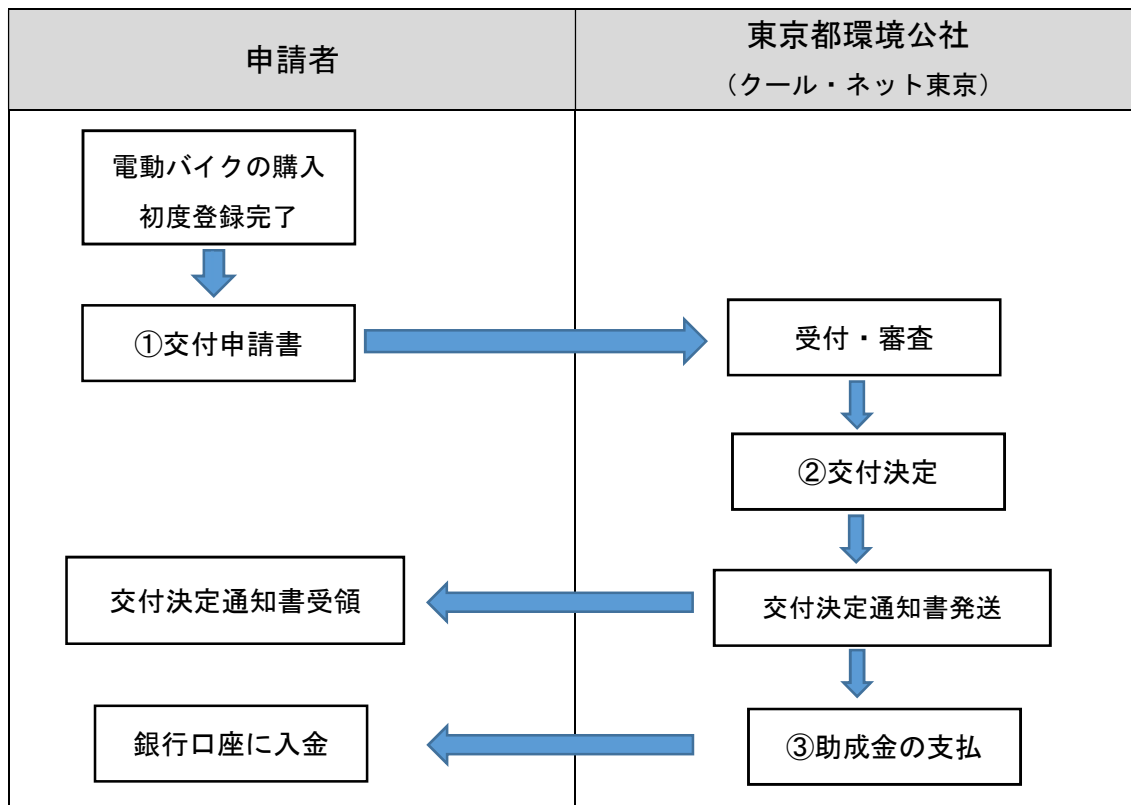 申請者
東京都環境公社
（クール・ネット東京）
電動バイクの購入
初度登録完了
①交付申請書
受付・審査
②交付決定
交付決定通知書受領
交付決定通知書発送
銀行口座に入金
③助成金の支払